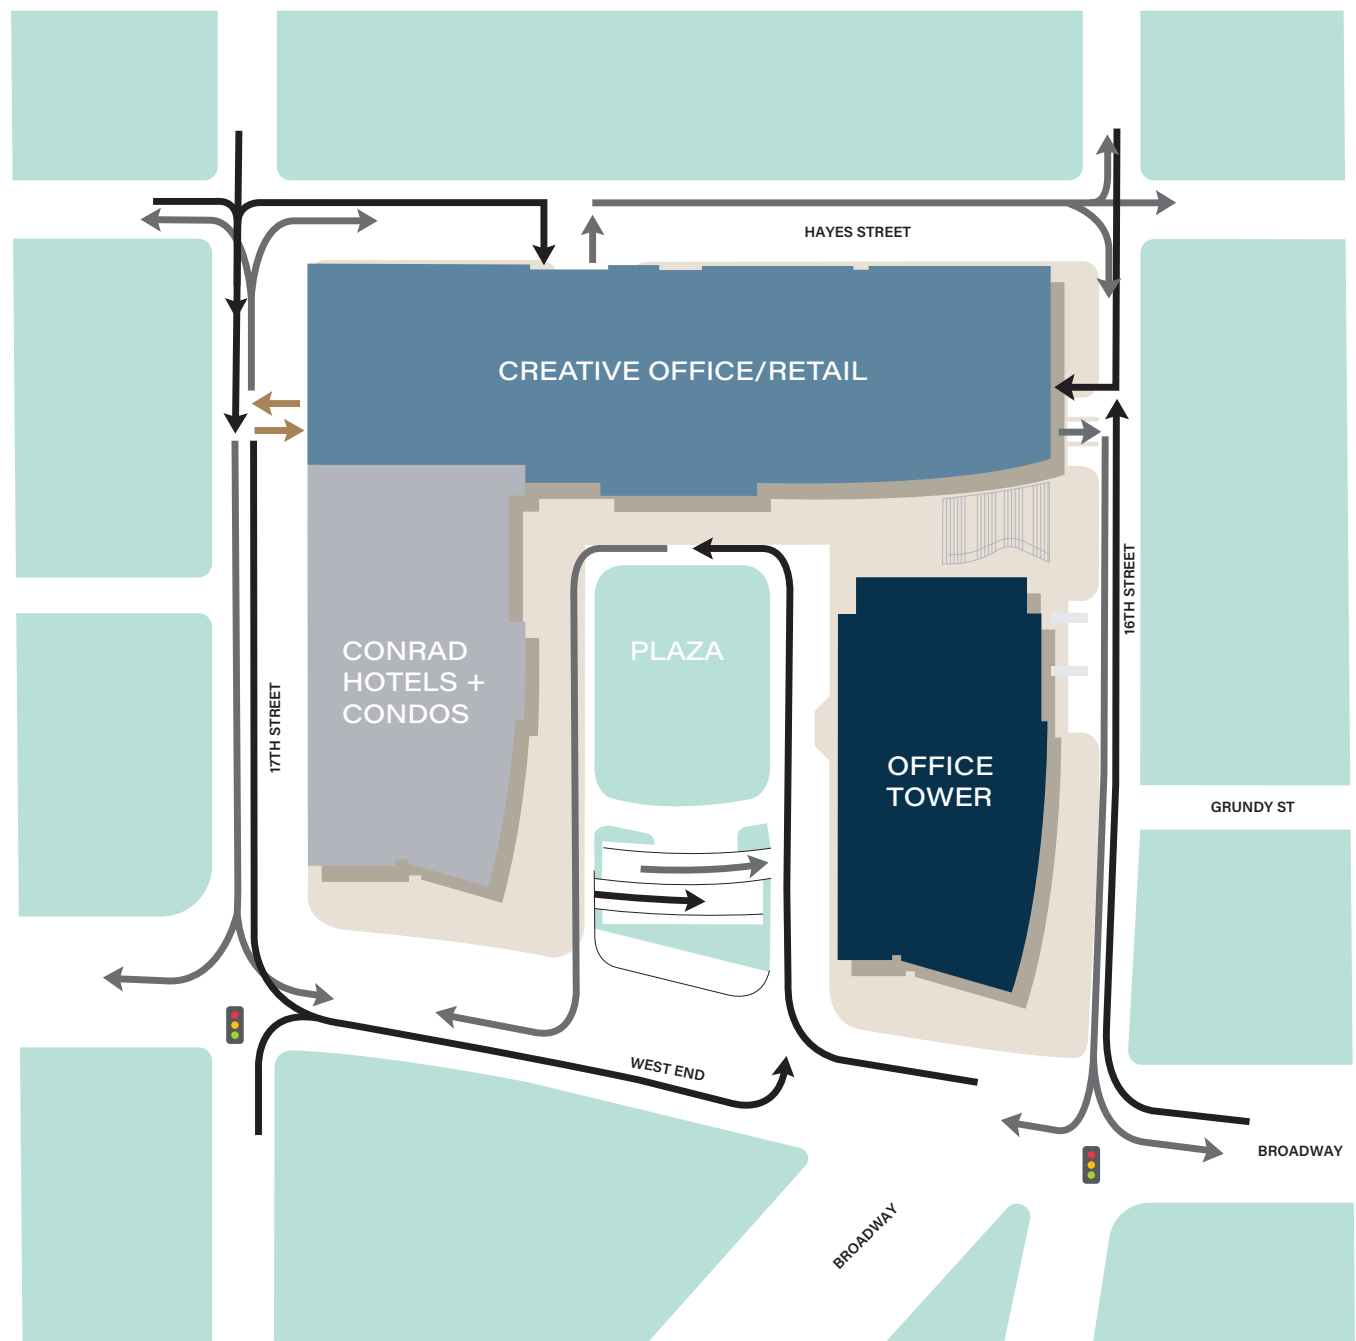 HAYES STREET
CREATIVE OFFICE/RETAIL
16TH STREET
CONRAD
HOTELS +
CONDOS
PLAZA
17TH STREET
OFFICE
TOWER
GRUNDY ST
WEST END
BROADWAY
BROADWAY